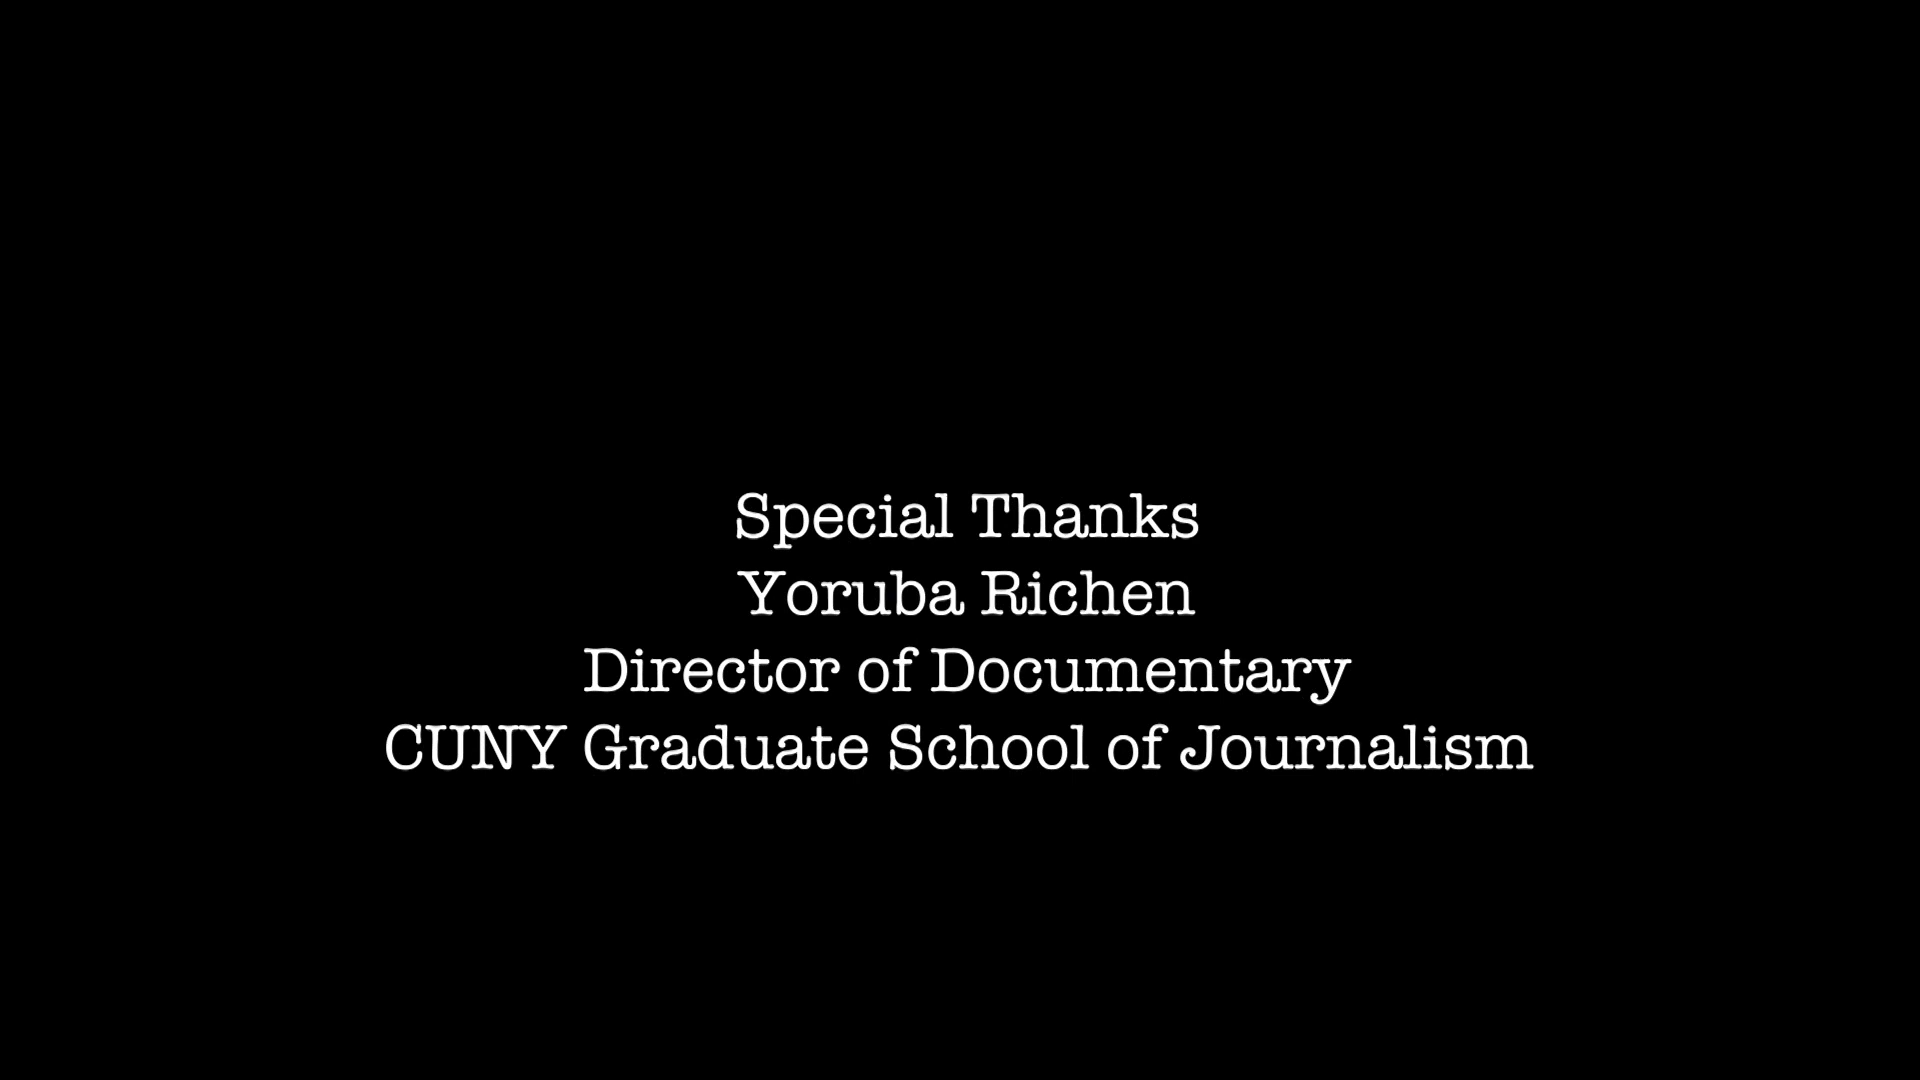 Special Thanks
Yoruba Richen
Director of Documentary
CUNY Graduate School of Journalism